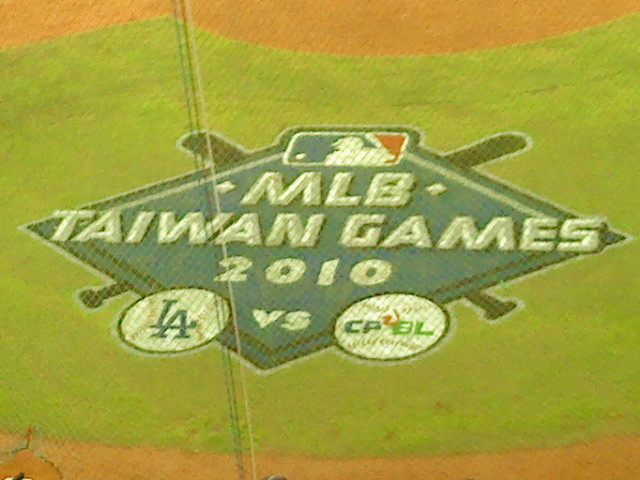 MLB
TAIWAN GAMES
2010
LA VS CPBL